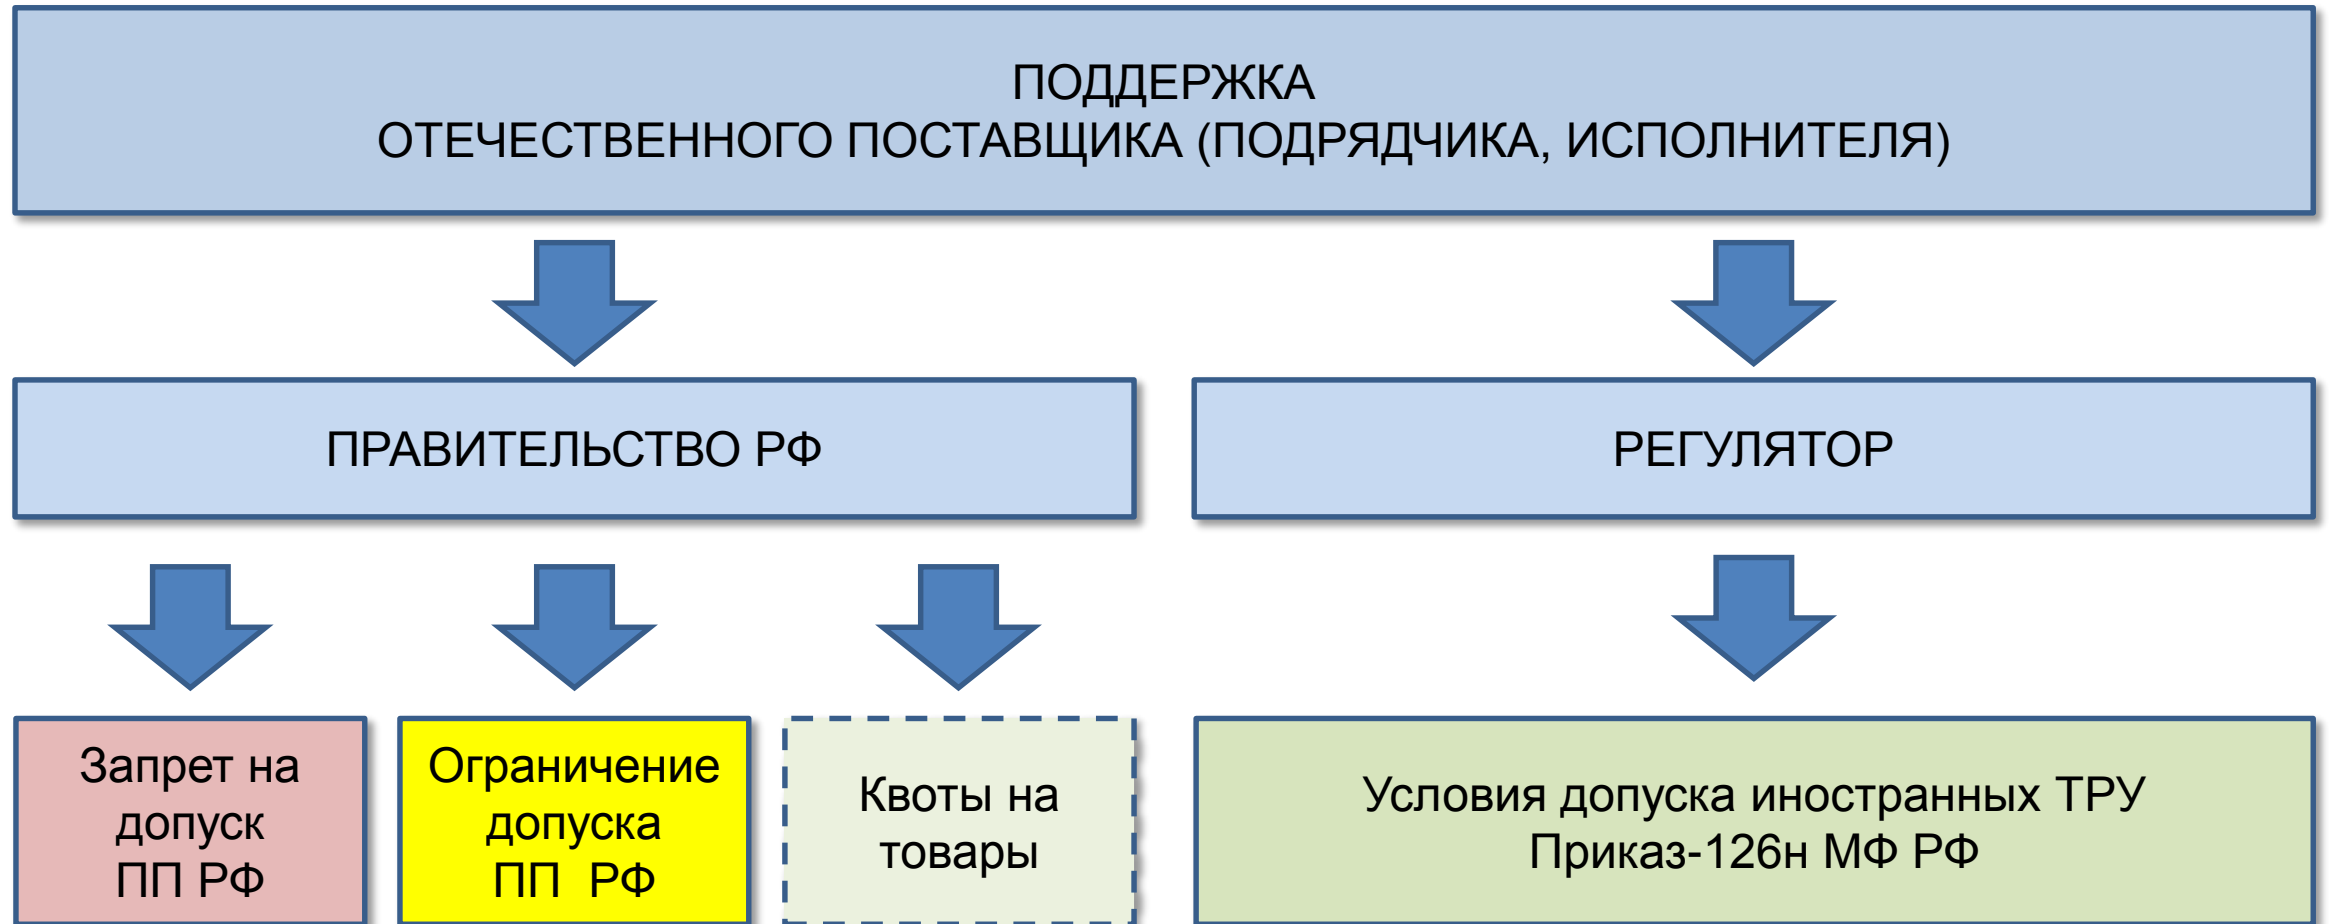 ПОДДЕРЖКА
ОТЕЧЕСТВЕННОГО ПОСТАВЩИКА (ПОДРЯДЧИКА, ИСПОЛНИТЕЛЯ)
ПРАВИТЕЛЬСТВО РФ
РЕГУЛЯТОР
Запрет на
допуск
ПП РФ
Ограничение
допуска
ПП РФ
Квоты на
товары
Условия допуска иностранных ТРУ
Приказ-126н МФ РФ